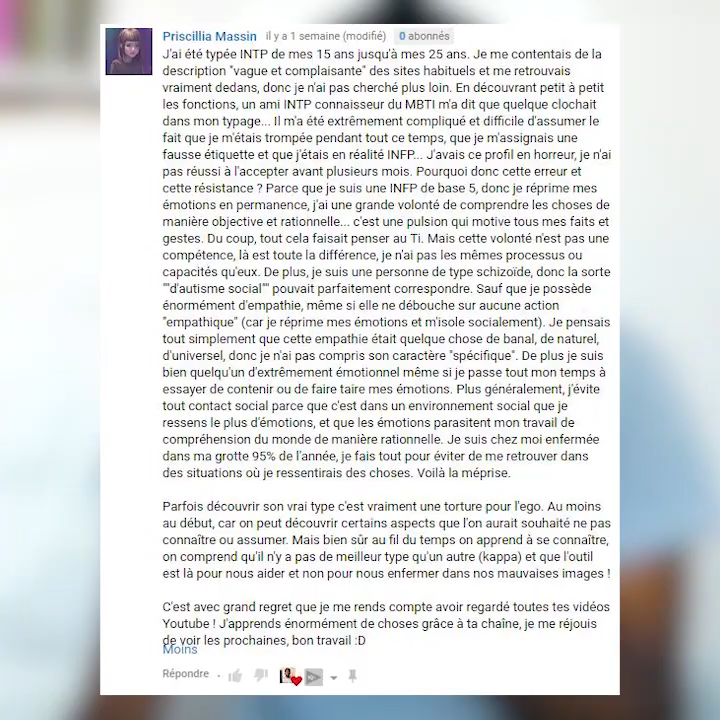 Priscillia Massin il y a 1 semaine (modifié) 0 abonnés
J'ai été typée INTP de mes 15 ans jusqu'à mes 25 ans. Je me contentais de la
description "vague et complaisante" des sites habituels et me retrouvais
vraiment dedans, donc je n'ai pas cherché plus loin. En découvrant petit à petit
les fonctions, un ami INTP connaisseur du MBTI m'a dit que quelque clochait
dans mon typage... Il m'a été extrêmement compliqué et difficile d'assumer le
fait que je m'étais trompée pendant tout ce temps, que je m'assignais une
fausse étiquette et que j'étais en réalité INFP... J'avais ce profil en horreur, je n'ai
pas réussi à l'accepter avant plusieurs mois. Pourquoi donc cette erreur et
cette résistance ? Parce que je suis une INFP de base 5, donc je réprime mes
émotions en permanence, j'ai une grande volonté de comprendre les choses de
manière objective et rationnelle... c'est une pulsion qui motive tous mes faits et
gestes. Du coup, tout cela faisait penser au Ti. Mais cette volonté n'est pas une
compétence, là est toute la différence, je n'ai pas les mêmes processus ou
capacités qu'eux. De plus, je suis une personne de type schizoïde, donc la sorte
""d'autisme social"" pouvait parfaitement correspondre. Sauf que je possède
énormément d'empathie, même si elle ne débouche sur aucune action
"empathique" (car je réprime mes émotions et m'isole socialement). Je pensais
tout simplement que cette empathie était quelque chose de banal, de naturel,
d'universel, donc je n'ai pas compris son caractère "spécifique". De plus je suis
bien quelqu'un d'extrêmement émotionnel même si je passe tout mon temps à
essayer de contenir ou de faire taire mes émotions. Plus généralement, j'évite
tout contact social parce que c'est dans un environnement social que je
ressens le plus d'émotions, et que les émotions parasitent mon travail de
compréhension du monde de manière rationnelle. Je suis chez moi enfermée
dans ma grotte 95% de l'année, je fais tout pour éviter de me retrouver dans
des situations où je ressentirais des choses. Voilà la méprise.
Parfois découvrir son vrai type c'est vraiment une torture pour l'ego. Au moins
au début, car on peut découvrir certains aspects que l'on aurait souhaité ne pas
connaître ou assumer. Mais bien sûr au fil du temps on apprend à se connaître,
on comprend qu'il n'y a pas de meilleur type qu'un autre (kappa) et que l'outil
est là pour nous aider et non pour nous enfermer dans nos mauvaises images !
C'est avec grand regret que je me rends compte avoir regardé toutes tes vidéos
Youtube ! J'apprends énormément de choses grâce à ta chaîne, je me réjouis
de voir les prochaines, bon travail :D
Moins
Répondre